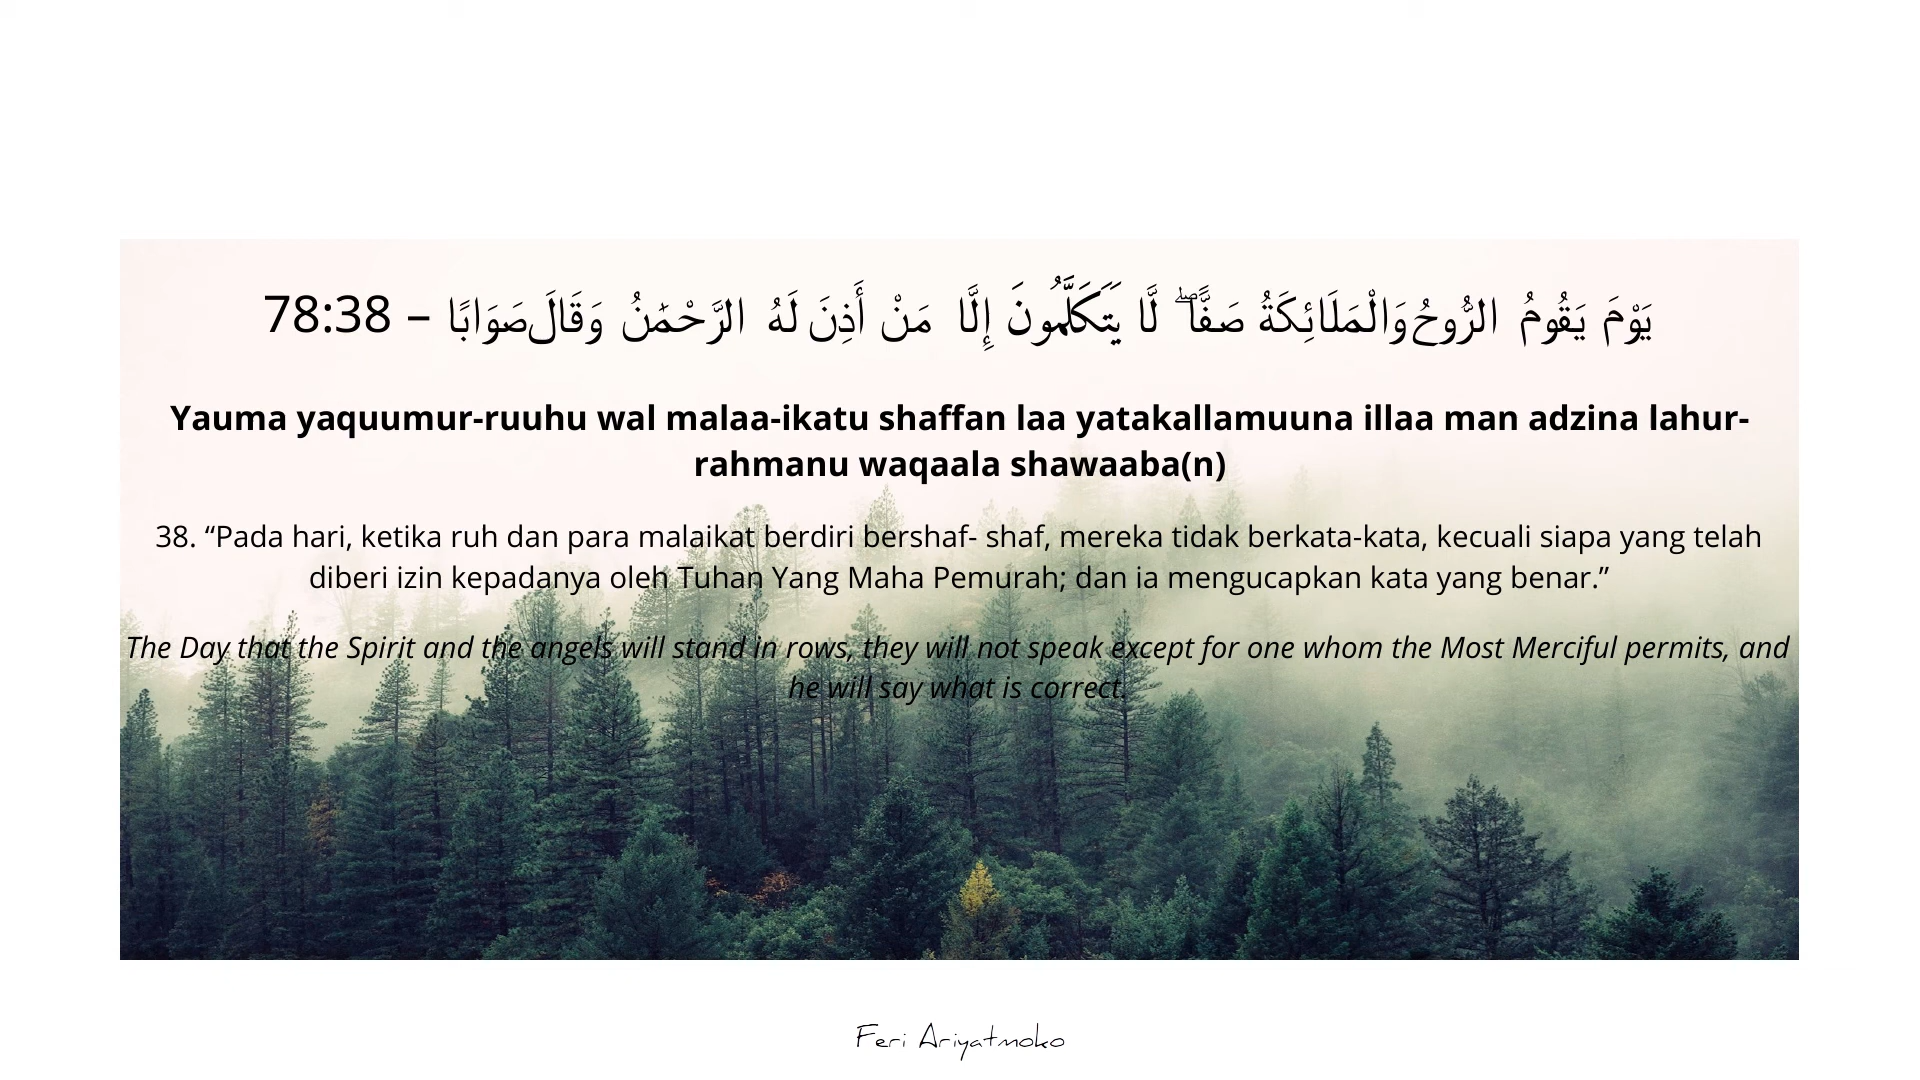 يَوْمَ يَقُومُ الرُّوحُ وَالْمَلَائِكَةُ صَفًّا ۖ لَّا يَتَكَلَّمُونَ إِلَّا مَنْ أَذِنَ لَهُ الرَّحْمَٰنُ وَقَالَ صَوَابًا – 78:38
Yauma yaquumur-ruuhu wal malaa-ikatu shaffan laa yatakallamuuna illaa man adzina lahur-
rahmanu waqaala shawaaba(n)
38. “Pada hari, ketika ruh dan para malaikat berdiri bershaf- shaf, mereka tidak berkata-kata, kecuali siapa yang telah
diberi izin kepadanya oleh Tuhan Yang Maha Pemurah; dan ia mengucapkan kata yang benar.”
The Day that the Spirit and the angels will stand in rows, they will not speak except for one whom the Most Merciful permits, and
he will say what is correct.
Feri Ariyatmoko